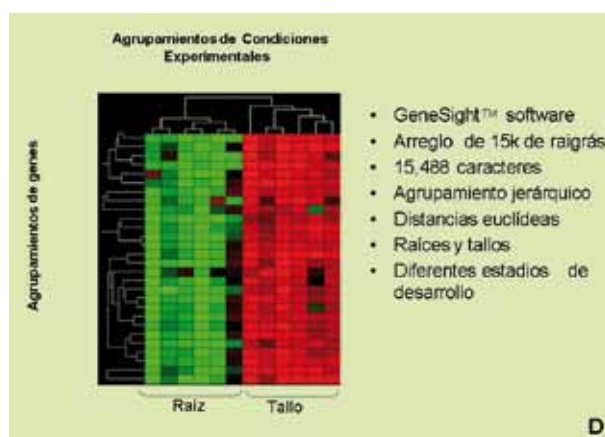 Agrupamientos de Condiciones
Experimentales
Agrupamientos de genes
Raíz
Tallo
• GeneSight™ software
• Arreglo de 15k de raigrás
• 15,488 caracteres
• Agrupamiento jerárquico
• Distancias euclídeas
• Raíces y tallos
• Diferentes estadios de
desarrollo
D